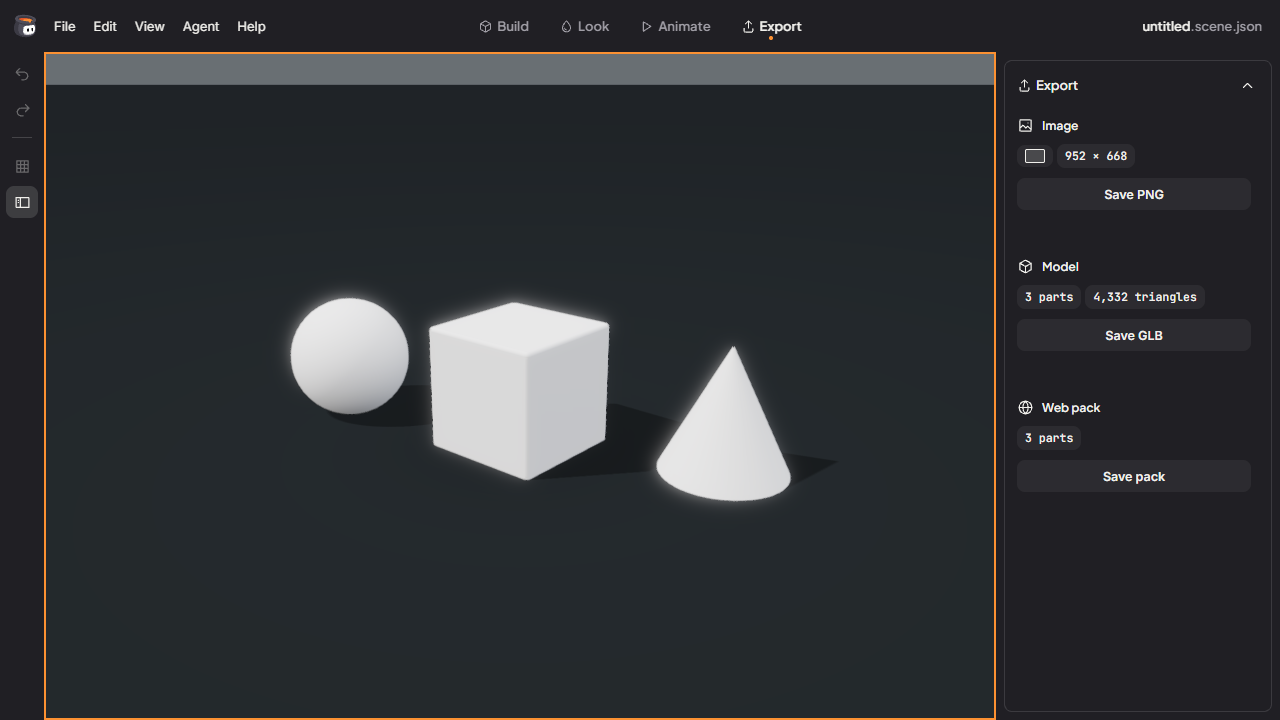 File Edit View Agent Help
Build Look Animate Export
untitled.scene.json
Export
Image
952 × 668
Save PNG
Model
3 parts 4,332 triangles
Save GLB
Web pack
3 parts
Save pack